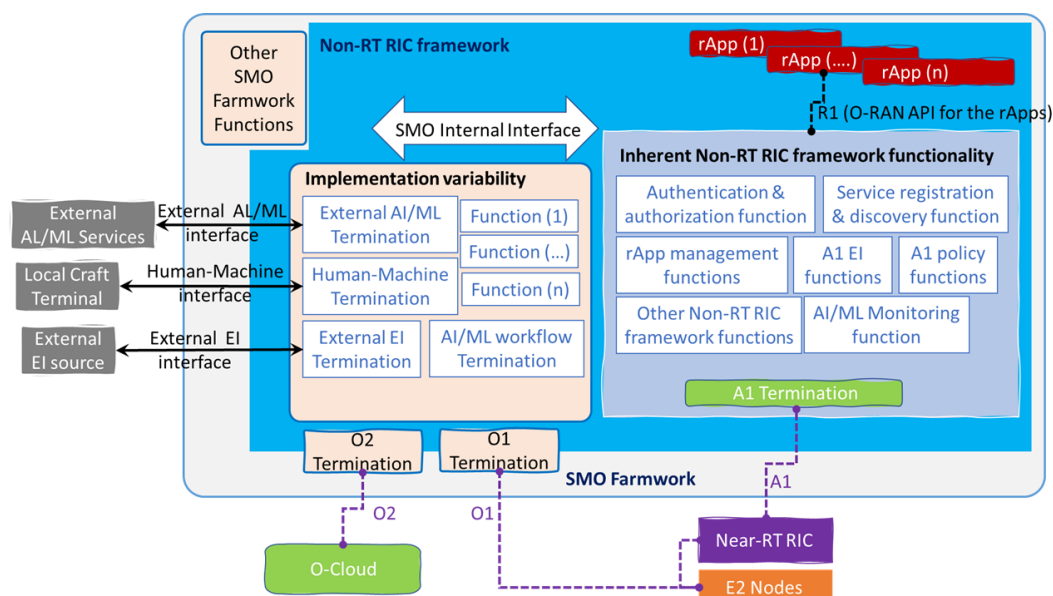 Other
SMO
Farmwork
Functions
Non-RT RIC framework
rApp (1)
rApp (....)
rApp (n)
R1 (O-RAN API for the rApps)
SMO Internal Interface
Implementation variability
External AI/ML
Termination
Function (1)
Function (...)
Human-Machine
Termination
Function (n)
External EI
Termination
AI/ML workflow
Termination
Inherent Non-RT RIC framework functionality
Authentication &
authorization function
Service registration
& discovery function
rApp management
functions
A1 EI
functions
A1 policy
functions
Other Non-RT RIC
framework functions
AI/ML Monitoring
function
A1 Termination
External
AL/ML Services
External AL/ML
interface
Local Craft
Terminal
Human-Machine
interface
External
EI source
External EI
interface
O2
Termination
O1
Termination
SMO Farmwork
O2
O1
A1
O-Cloud
Near-RT RIC
E2 Nodes